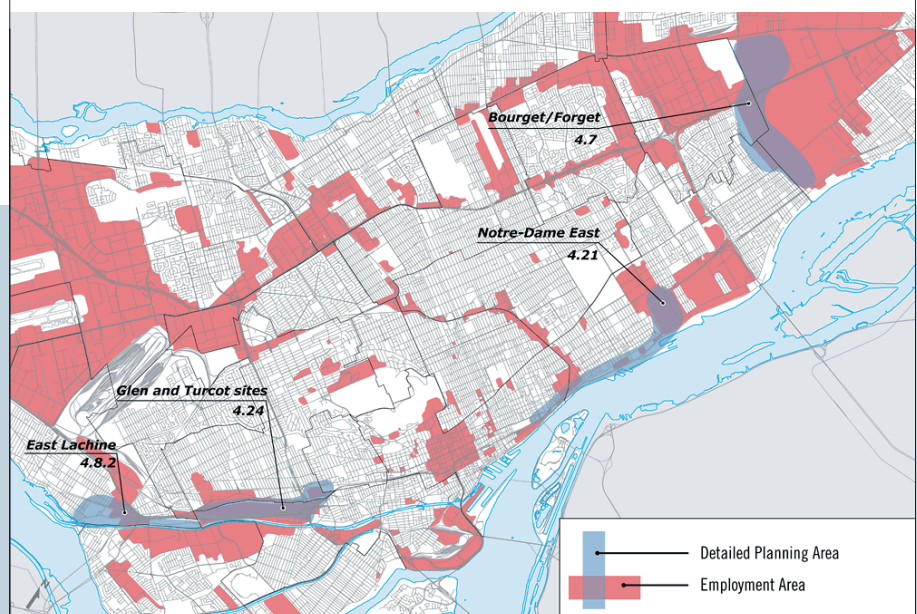 Bourget/Forget
4.7
Notre-Dame East
4.21
Glen and Turcot sites
4.24
East Lachine
4.8.2
Detailed Planning Area
Employment Area